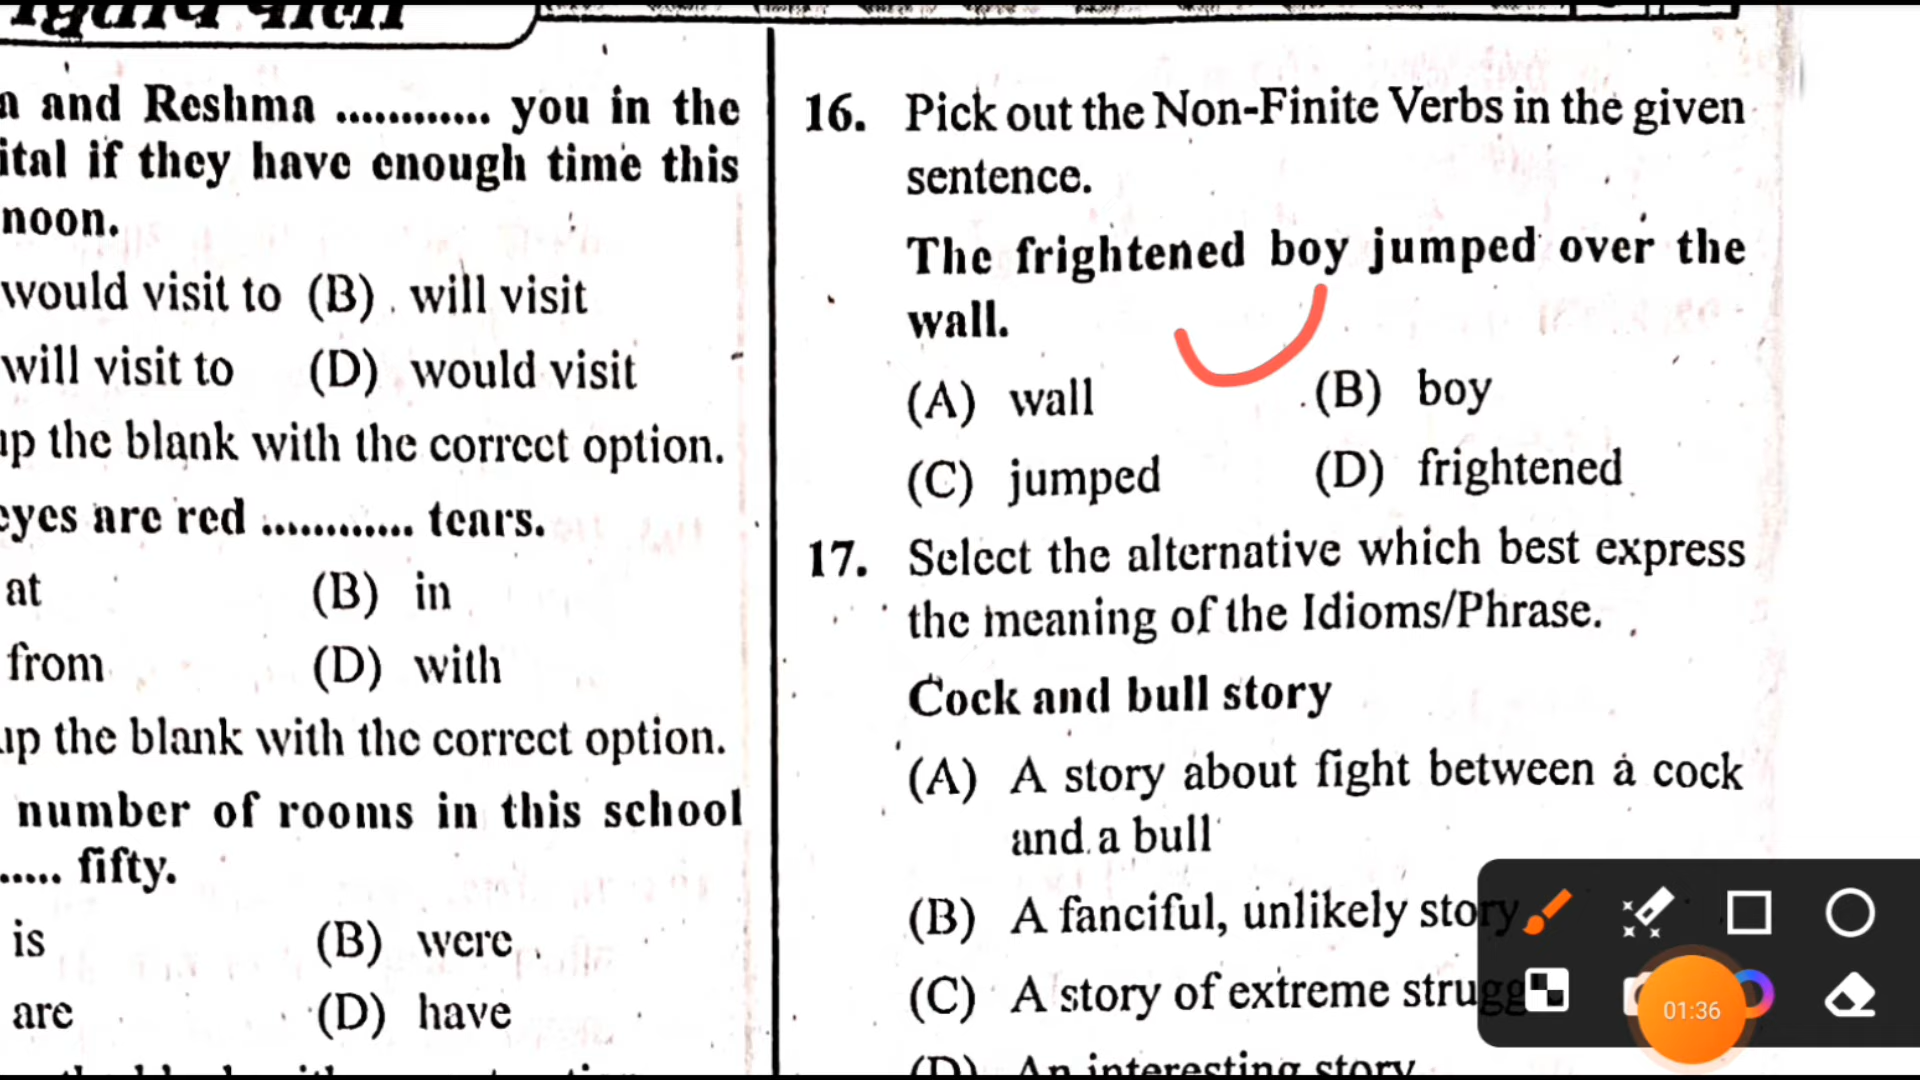 and Reshma ............ you in the
if they have enough time this
noon.
would visit to (B) will visit
will visit to (D) would visit
up the blank with the correct option.
eyes are red ............ tears.
at (B) in
from (D) with
up the blank with the correct option.
number of rooms in this school
..... fifty.
is (B) were
are (D) have
16. Pick out the Non-Finite Verbs in the given
sentence.
The frightened boy jumped over the
wall.
(A) wall (B) boy
(C) jumped (D) frightened
17. Select the alternative which best express
the meaning of the Idioms/Phrase.
Cock and bull story
(A) A story about fight between a cock
and a bull
(B) A fanciful, unlikely story
(C) A story of extreme strugg
(D) An interesting story
01:36